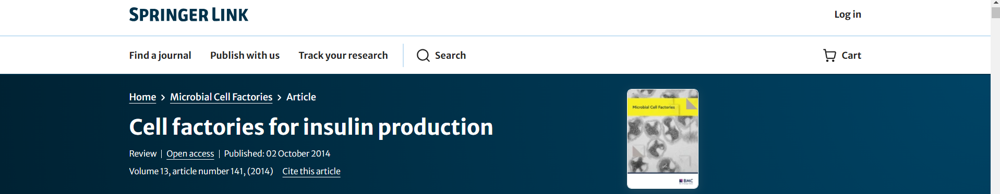 SPRINGER LINK
Log in
Find a journal Publish with us Track your research Search Cart
Home > Microbial Cell Factories > Article
Cell factories for insulin production
Review | Open access | Published: 02 October 2014
Volume 13, article number 141, (2014) Cite this article
Microbial Cell Factories
BMC